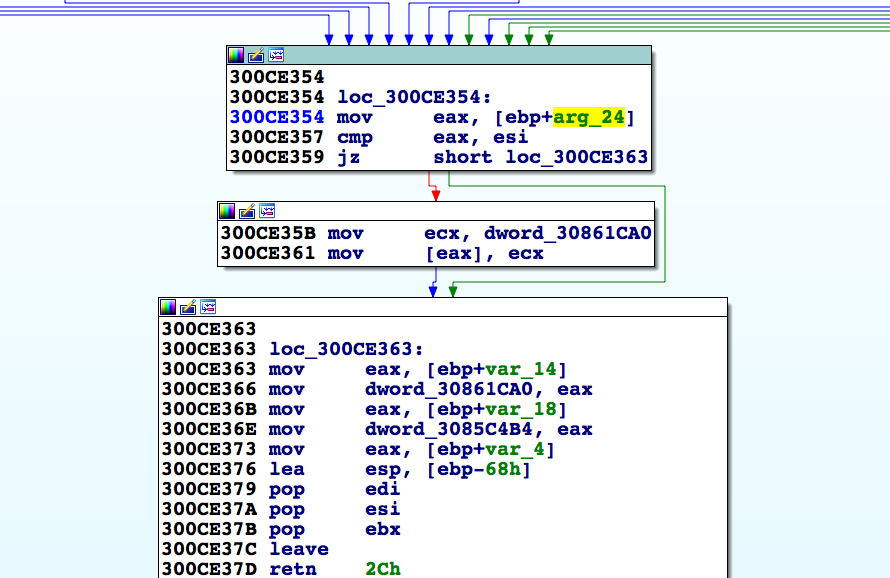 300CE354
300CE354 loc_300CE354:
300CE354 mov eax, [ebp+arg_24]
300CE357 cmp eax, esi
300CE359 jz short loc_300CE363
300CE35B mov ecx, dword_30861CA0
300CE361 mov [eax], ecx
300CE363
300CE363 loc_300CE363:
300CE363 mov eax, [ebp+var_14]
300CE366 mov dword_30861CA0, eax
300CE36B mov eax, [ebp+var_18]
300CE36E mov dword_3085C4B4, eax
300CE373 mov eax, [ebp+var_4]
300CE376 lea esp, [ebp-68h]
300CE379 pop edi
300CE37A pop esi
300CE37B pop ebx
300CE37C leave
300CE37D retn 2Ch